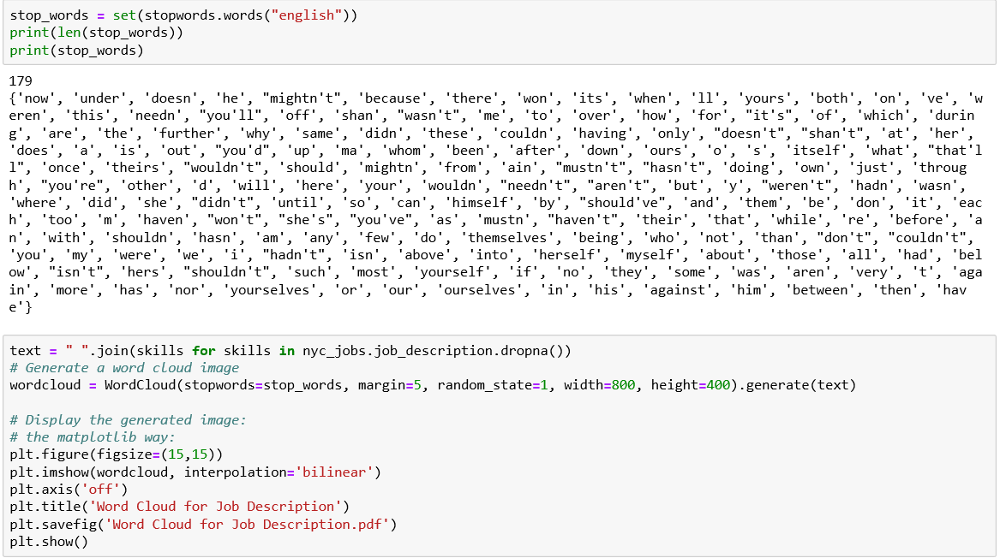 stop_words = set(stopwords.words("english"))
print(len(stop_words))
print(stop_words)
179
{'now', 'under', 'doesn', 'he', "mightn't", 'because', 'there', 'won', 'its', 'when', 'll', 'yours', 'both', 'on', 've', 'w
eren', 'this', 'needn', "you'll", 'off', 'shan', "wasn't", 'me', 'to', 'over', 'how', 'for', "it's", 'of', 'which', 'durin
g', 'are', 'the', 'further', 'why', 'same', 'didn', 'these', 'couldn', 'having', 'only', "doesn't", "shan't", 'at', 'her',
'does', 'a', 'is', 'out', "you'd", 'up', 'ma', 'whom', 'been', 'after', 'down', 'ours', 'o', 's', 'itself', 'what', "that'l
l", 'once', 'theirs', "wouldn't", 'should', 'mightn', 'from', 'ain', "mustn't", "hasn't", 'doing', 'own', 'just', 'throug
h', "you're", 'other', 'd', 'will', 'here', 'your', 'wouldn', "needn't", "aren't", 'but', 'y', "weren't", 'hadn', 'wasn',
'where', 'did', 'she', "didn't", 'until', 'so', 'can', 'himself', 'by', "should've", 'and', 'them', 'be', 'don', 'it', 'eac
h', 'too', 'm', 'haven', "won't", "she's", "you've", 'as', 'mustn', "haven't", 'their', 'that', 'while', 're', 'before', 'a
n', 'with', 'shouldn', 'hasn', 'am', 'any', 'few', 'do', 'themselves', 'being', 'who', 'not', 'than', "don't", "couldn't",
'you', 'my', 'were', 'we', 'i', "hadn't", 'isn', 'above', 'into', 'herself', 'myself', 'about', 'those', 'all', 'had', 'bel
ow', "isn't", 'hers', "shouldn't", 'such', 'most', 'yourself', 'if', 'no', 'they', 'some', 'was', 'aren', 'very', 't', 'aga
in', 'more', 'has', 'nor', 'yourselves', 'or', 'our', 'ourselves', 'in', 'his', 'against', 'him', 'between', 'then', 'hav
e'}
text = " ".join(skills for skills in nyc_jobs.job_description.dropna())
# Generate a word cloud image
wordcloud = WordCloud(stopwords=stop_words, margin=5, random_state=1, width=800, height=400).generate(text)
# Display the generated image:
# the matplotlib way:
plt.figure(figsize=(15,15))
plt.imshow(wordcloud, interpolation='bilinear')
plt.axis('off')
plt.title('Word Cloud for Job Description')
plt.savefig('Word Cloud for Job Description.pdf')
plt.show()